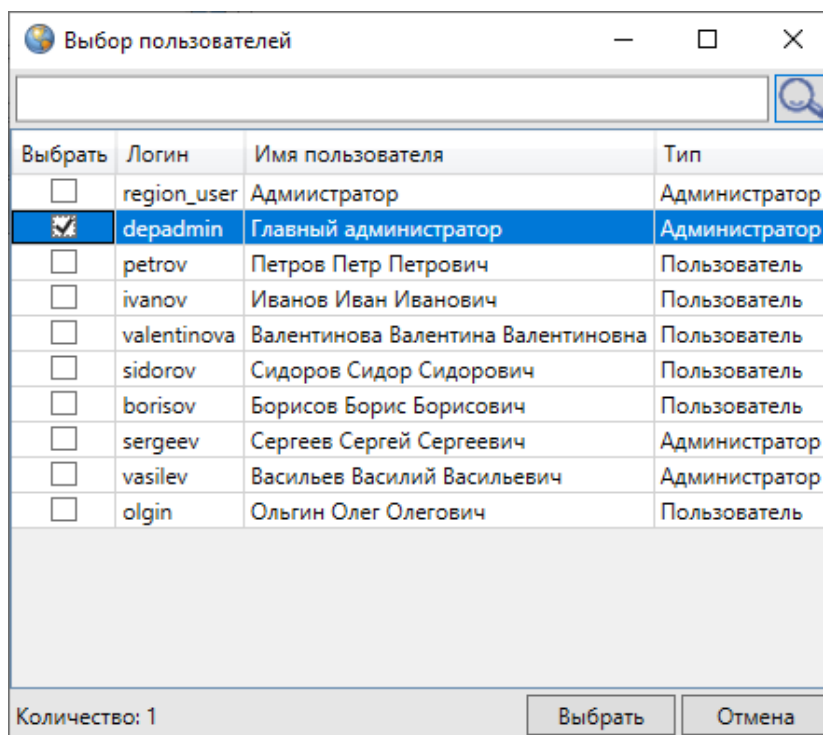 Выбор пользователей
Выбрать Логин Имя пользователя Тип
region_user Адмиистратор Администратор
depadmin Главный администратор Администратор
petrov Петров Петр Петрович Пользователь
ivanov Иванов Иван Иванович Пользователь
valentinova Валентинова Валентина Валентиновна Пользователь
sidorov Сидоров Сидор Сидорович Пользователь
borisov Борисов Борис Борисович Пользователь
sergeev Сергеев Сергей Сергеевич Администратор
vasilev Васильев Василий Васильевич Администратор
olgin Ольгин Олег Олегович Пользователь
Количество: 1 Выбрать Отмена